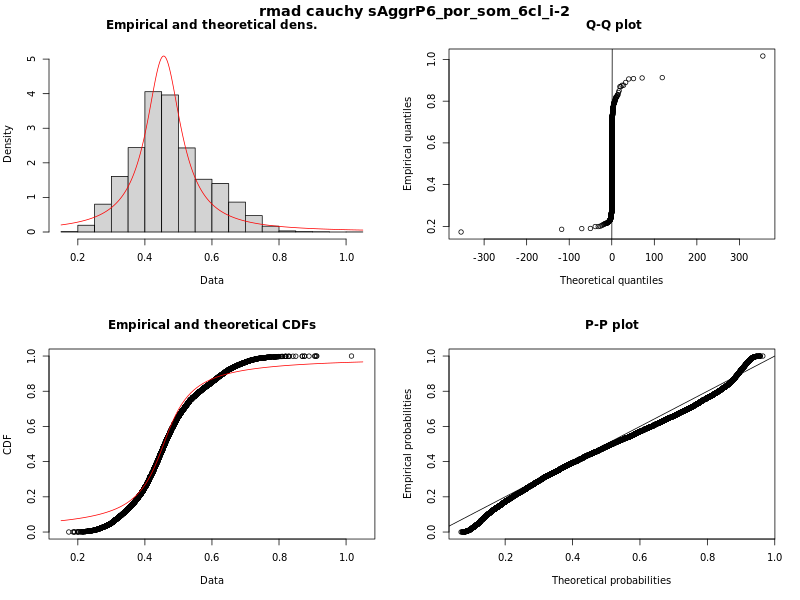 rmad cauchy sAggrP6_por_som_6cl_i-2
Empirical and theoretical dens.
Density
0 1 2 3 4 5
0.2 0.4 0.6 0.8 1.0
Data
Q-Q plot
Empirical quantiles
0.2 0.4 0.6 0.8 1.0
-300 -200 -100 0 100 200 300
Theoretical quantiles
Empirical and theoretical CDFs
CDF
0.0 0.2 0.4 0.6 0.8 1.0
0.2 0.4 0.6 0.8 1.0
Data
P-P plot
Empirical probabilities
0.0 0.2 0.4 0.6 0.8 1.0
0.2 0.4 0.6 0.8 1.0
Theoretical probabilities